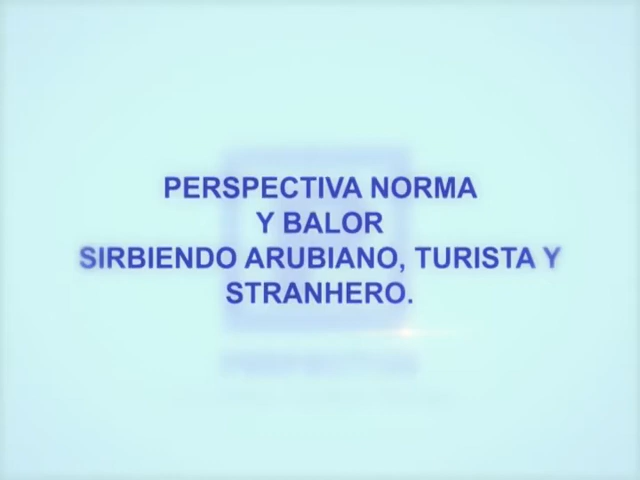 PERSPECTIVA NORMA
Y BALOR
SIRBIENDO ARUBIANO, TURISTA Y
STRANHERO.